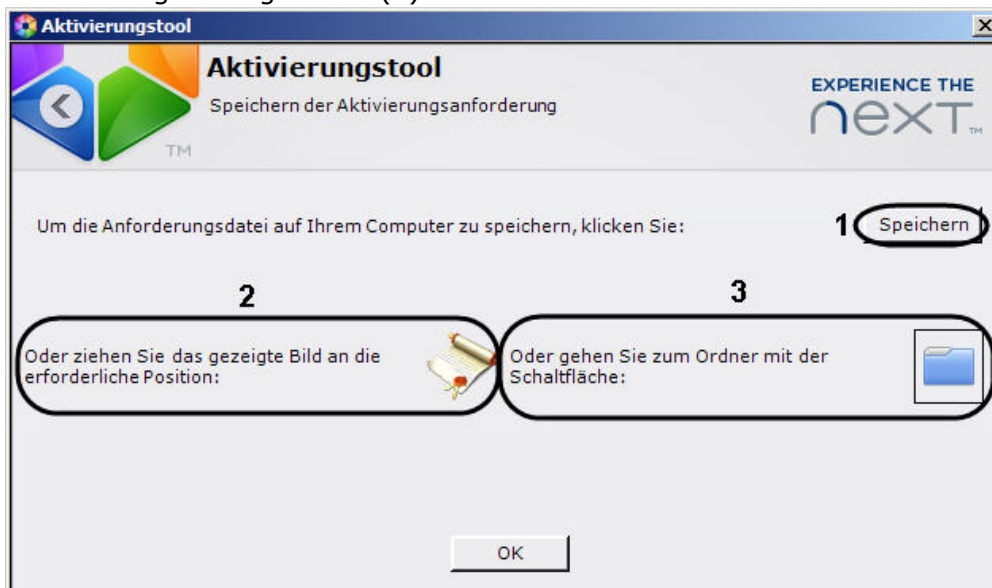 Aktivierungstool
Aktivierungstool
Speichern der Aktivierungsanforderung
EXPERIENCE THE
next™
TM
Um die Anforderungsdatei auf Ihrem Computer zu speichern, klicken Sie:
1
Speichern
2
3
Oder ziehen Sie das gezeigte Bild an die
erforderliche Position:
Oder gehen Sie zum Ordner mit der
Schaltfläche:
OK